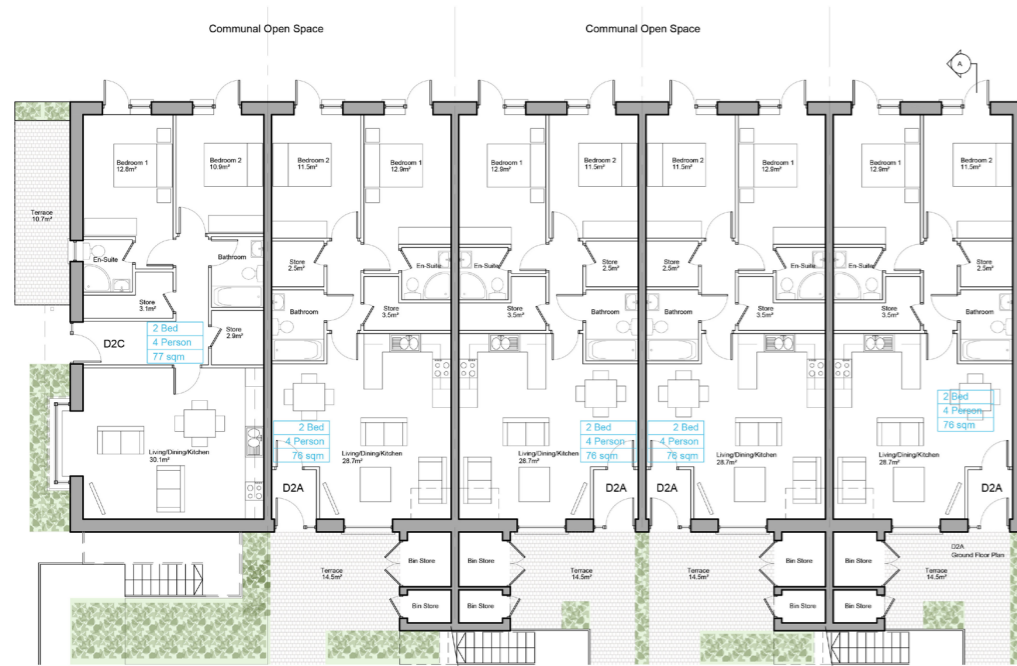 Communal Open Space
Communal Open Space
A
Bedroom 1
12.8m²
Bedroom 2
10.9m²
Bedroom 2
11.5m²
Bedroom 1
12.9m²
Bedroom 1
12.9m²
Bedroom 2
11.5m²
Bedroom 2
11.5m²
Bedroom 1
12.9m²
Bedroom 1
12.9m²
Bedroom 2
11.5m²
Terrace
10.7m²
En-Suite
Bathroom
Store
2.5m²
En-Suite
En-Suite
Store
2.5m²
Store
2.5m²
En-Suite
En-Suite
Store
2.5m²
Store
3.1m²
Bathroom
Store
3.5m²
Store
3.5m²
Bathroom
Bathroom
Store
3.5m²
Store
3.5m²
Bathroom
D2C
2 Bed
4 Person
77 sqm
Store
2.9m²
2 Bed
4 Person
76 sqm
2 Bed
4 Person
76 sqm
2 Bed
4 Person
76 sqm
2 Bed
4 Person
76 sqm
Living/Dining/Kitchen
30.1m²
Living/Dining/Kitchen
28.7m²
Living/Dining/Kitchen
28.7m²
Living/Dining/Kitchen
28.7m²
Living/Dining/Kitchen
28.7m²
D2A
D2A
D2A
D2A
D2A
Ground Floor Plan
Terrace
14.5m²
Bin Store
Bin Store
Terrace
14.5m²
Terrace
14.5m²
Bin Store
Bin Store
Terrace
14.5m²
Bin Store
Bin Store
Bin Store
Bin Store